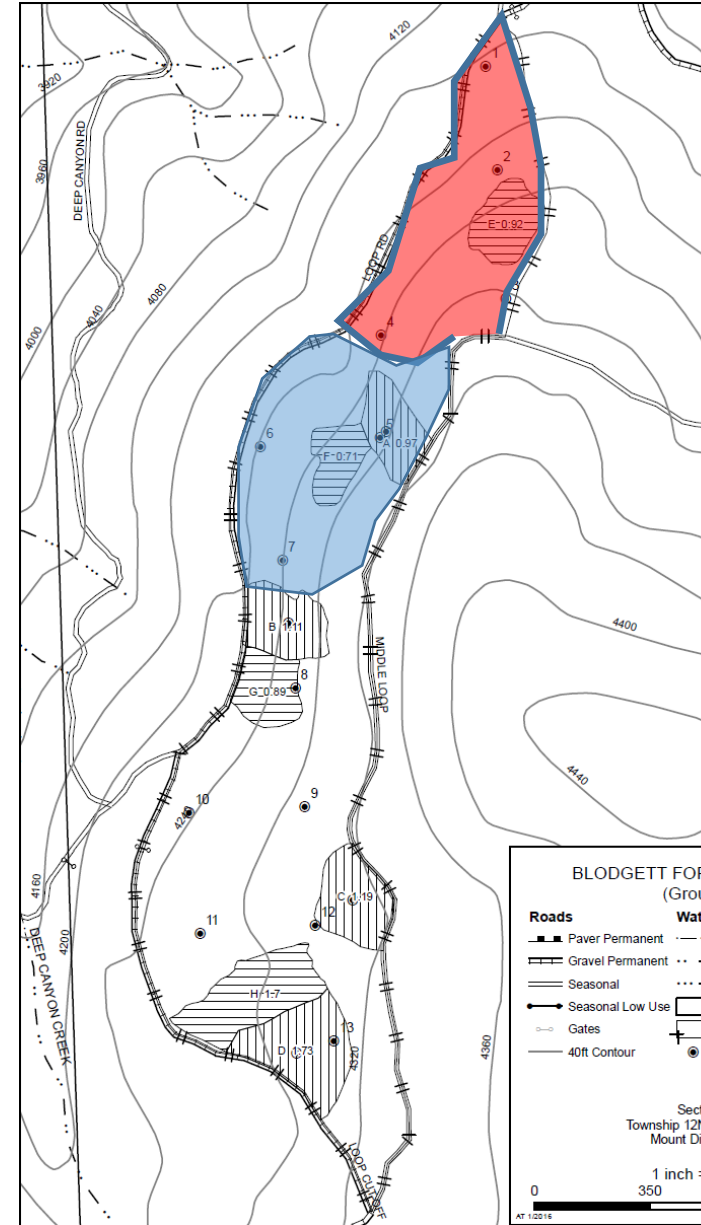 4120
3920
1
DEEP CANYON RD
3960
2
E 0.92
LOOP RD
4080
4040
4000
4
5
6
A 0.97
F 0.71
7
4400
B 1.11
MIDDLE LOOP
8
G 0.89
4440
9
10
4240
4160
C 1.19
12
11
DEEP CANYON CREEK
4200
H 1.7
13
D 1.73
4320
4360
LOOP CUTOFF
BLODGETT FOR
(Grou
Roads
Wat
Paver Permanent
Gravel Permanent
Seasonal
Seasonal Low Use
Gates
40ft Contour
Sect
Township 12N
Mount Di
1 inch =
0
350
AT 1/2016